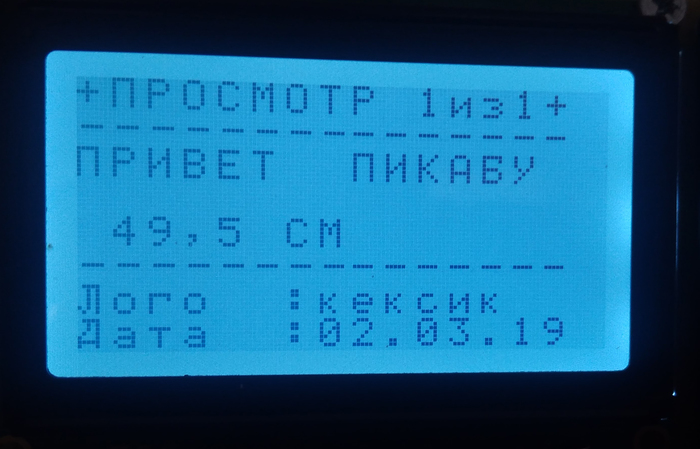 +ПРОСМОТР 1из1+
ПРИВЕТ ПИКАБУ
49,5 СМ
Лого :кексик
Дата :02.03.19